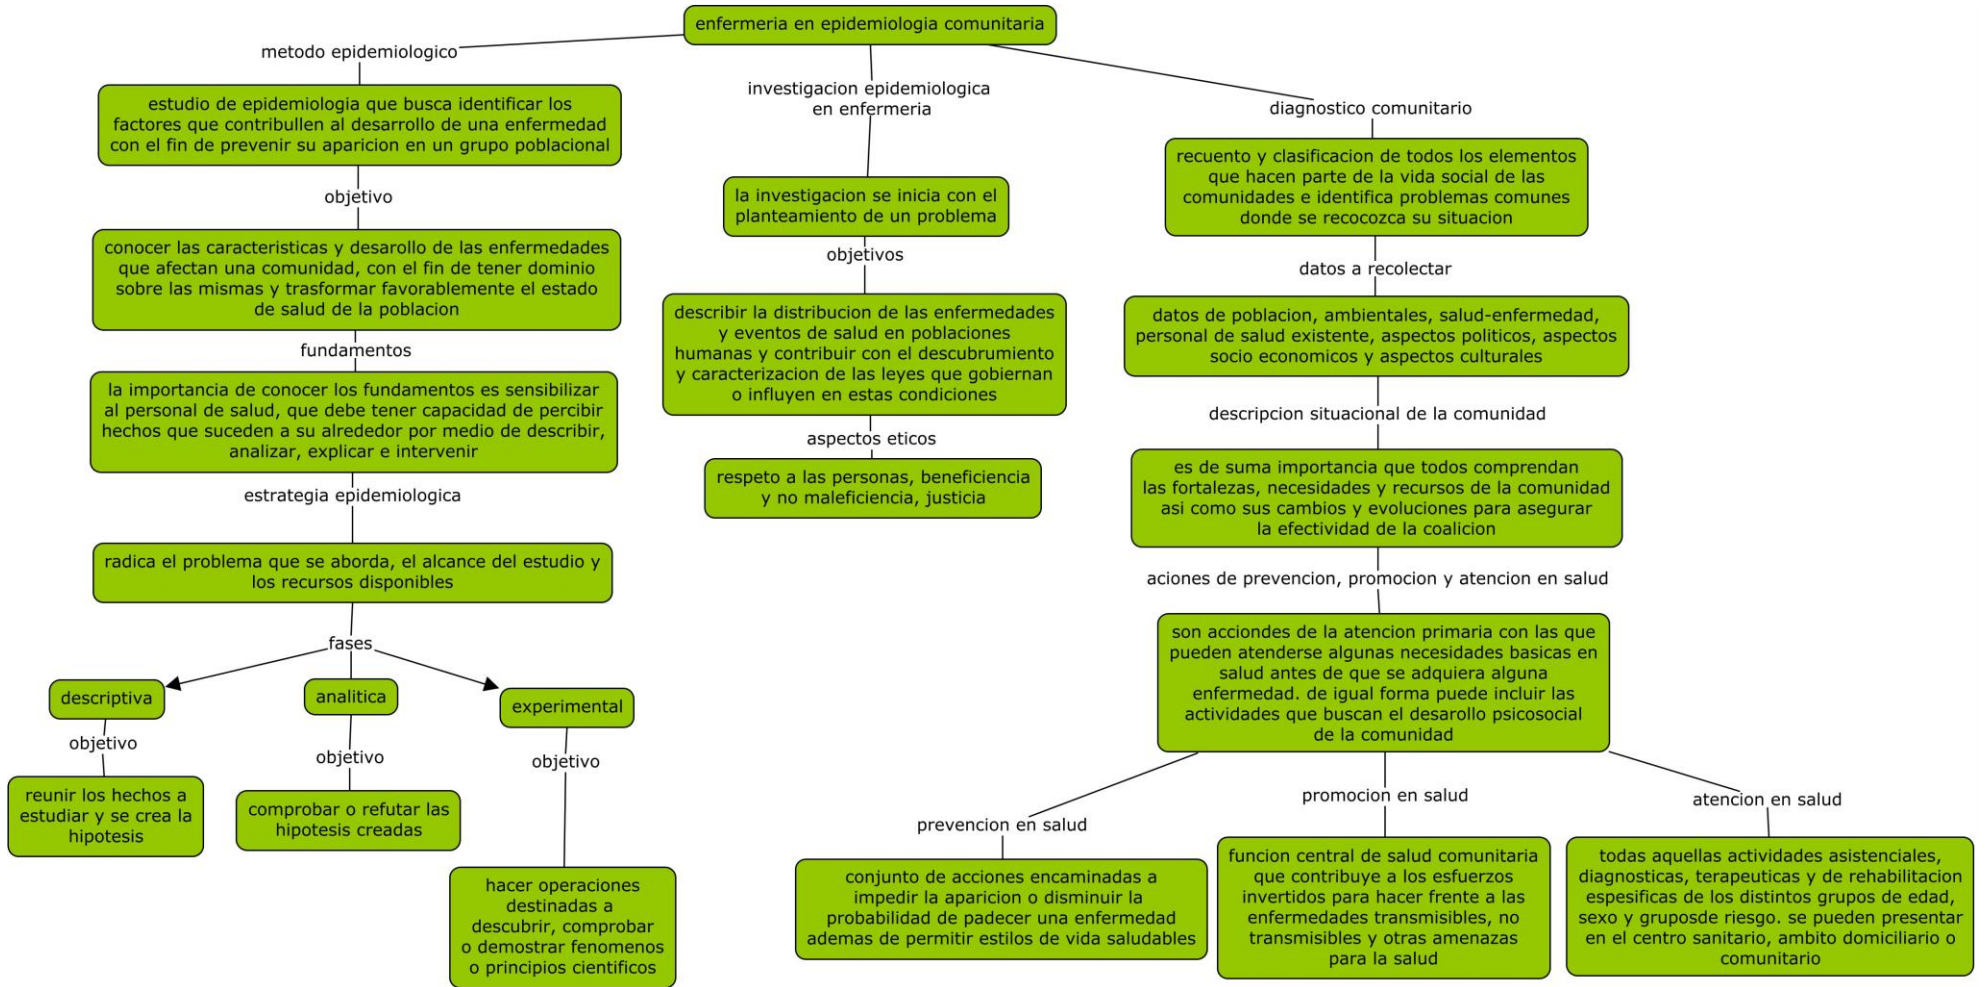 enfermeria en epidemiologia comunitaria
metodo epidemiologico
estudio de epidemiologia que busca identificar los
factores que contribullen al desarrollo de una enfermedad
con el fin de prevenir su aparicion en un grupo poblacional
objetivo
conocer las caracteristicas y desarollo de las enfermedades
que afectan una comunidad, con el fin de tener dominio
sobre las mismas y trasformar favorablemente el estado
de salud de la poblacion
fundamentos
la importancia de conocer los fundamentos es sensibilizar
al personal de salud, que debe tener capacidad de percibir
hechos que suceden a su alrededor por medio de describir,
analizar, explicar e intervenir
estrategia epidemiologica
radica el problema que se aborda, el alcance del estudio y
los recursos disponibles
fases
descriptiva
objetivo
reunir los hechos a
estudiar y se crea la
hipotesis
analitica
objetivo
comprobar o refutar las
hipotesis creadas
experimental
objetivo
hacer operaciones
destinadas a
descubrir, comprobar
o demostrar fenomenos
o principios cientificos
investigacion epidemiologica
en enfermeria
la investigacion se inicia con el
planteamiento de un problema
objetivos
describir la distribucion de las enfermedades
y eventos de salud en poblaciones
humanas y contribuir con el descubrumiento
y caracterizacion de las leyes que gobiernan
o influyen en estas condiciones
aspectos eticos
respeto a las personas, beneficiencia
y no maleficiencia, justicia
diagnostico comunitario
recuento y clasificacion de todos los elementos
que hacen parte de la vida social de las
comunidades e identifica problemas comunes
donde se recocozca su situacion
datos a recolectar
datos de poblacion, ambientales, salud-enfermedad,
personal de salud existente, aspectos politicos, aspectos
socio economicos y aspectos culturales
descripcion situacional de la comunidad
es de suma importancia que todos comprendan
las fortalezas, necesidades y recursos de la comunidad
asi como sus cambios y evoluciones para asegurar
la efectividad de la coalicion
aciones de prevencion, promocion y atencion en salud
son acciondes de la atencion primaria con las que
pueden atenderse algunas necesidades basicas en
salud antes de que se adquiera alguna
enfermedad. de igual forma puede incluir las
actividades que buscan el desarollo psicosocial
de la comunidad
prevencion en salud
conjunto de acciones encaminadas a
impedir la aparicion o disminuir la
probabilidad de padecer una enfermedad
ademas de permitir estilos de vida saludables
promocion en salud
funcion central de salud comunitaria
que contribuye a los esfuerzos
invertidos para hacer frente a las
enfermedades transmisibles, no
transmisibles y otras amenazas
para la salud
atencion en salud
todas aquellas actividades asistenciales,
diagnosticas, terapeuticas y de rehabilitacion
espesificas de los distintos grupos de edad,
sexo y gruposde riesgo. se pueden presentar
en el centro sanitario, ambito domiciliario o
comunitario